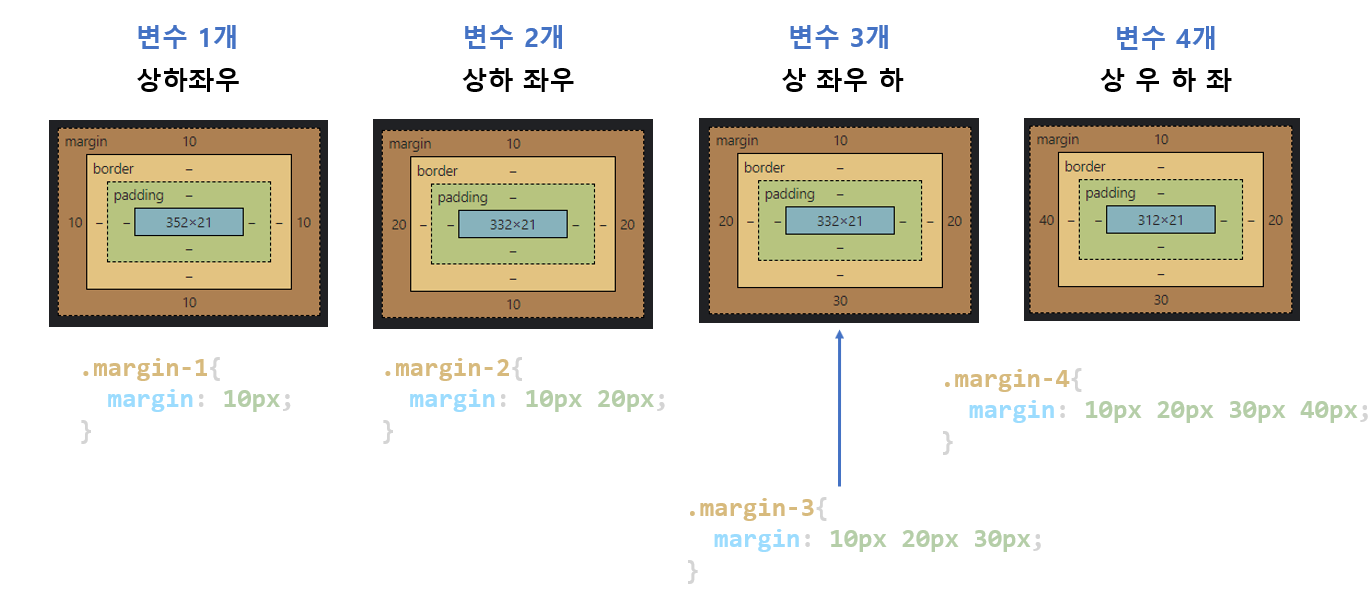 변수 1개
상하좌우
margin 10
border –
padding –
10 – – 352×21 – – 10
–
–
10
.margin-1{
margin: 10px;
}
변수 2개
상하 좌우
margin 10
border –
padding –
20 – – 332×21 – – 20
–
–
10
.margin-2{
margin: 10px 20px;
}
변수 3개
상 좌우 하
margin 10
border –
padding –
20 – – 332×21 – – 20
–
–
30
.margin-3{
margin: 10px 20px 30px;
}
변수 4개
상 우 하 좌
margin 10
border –
padding –
40 – – 312×21 – – 20
–
–
30
.margin-4{
margin: 10px 20px 30px 40px;
}